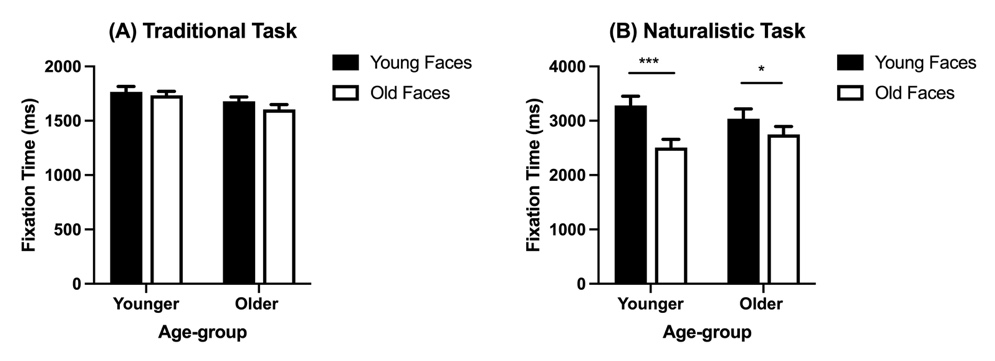 (A) Traditional Task
2000
1500
1000
500
0
Fixation Time (ms)
Younger
Older
Age-group
Young Faces
Old Faces
(B) Naturalistic Task
4000
3000
2000
1000
0
Fixation Time (ms)
***
*
Younger
Older
Age-group
Young Faces
Old Faces